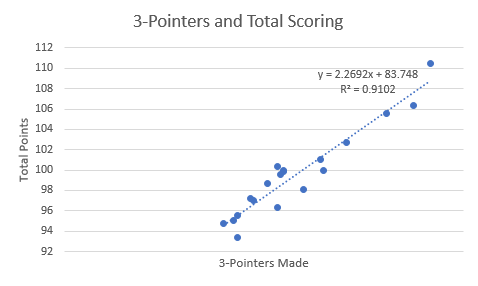 3-Pointers and Total Scoring
112
110
108
106
104
102
100
98
96
94
92
Total Points
y = 2.2692x + 83.748
R² = 0.9102
3-Pointers Made